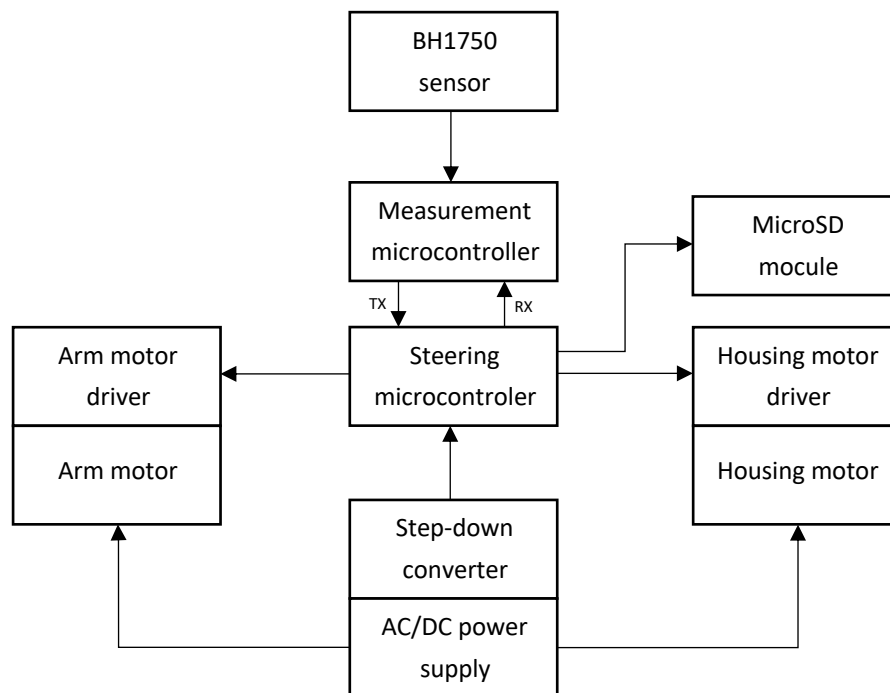 BH1750
sensor
Measurement
microcontroller
MicroSD
mocule
TX
RX
Arm motor
driver
Steering
microcontroler
Housing motor
driver
Arm motor
Housing motor
Step-down
converter
AC/DC power
supply